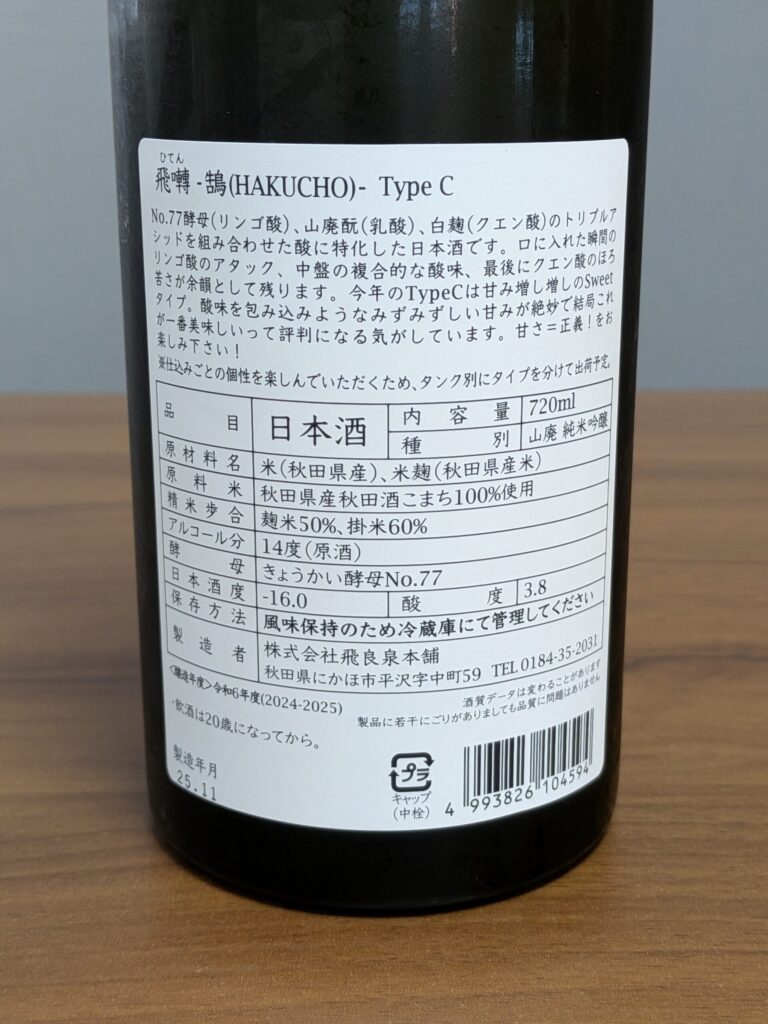 ひてん
飛囀 -鵠(HAKUCHO)- Type C
No.77酵母(リンゴ酸)、山廃酛(乳酸)、白麹(クエン酸)のトリプルア
シッドを組み合わせた酸に特化した日本酒です。口に入れた瞬間の
リンゴ酸のアタック、中盤の複合的な酸味、最後にクエン酸のほろ
苦さが余韻として残ります。今年のTypeCは甘み増し増しのSweet
タイプ。酸味を包み込みようなみずみずしい甘みが絶妙で結局これ
が一番美味しいって評判になる気がしています。甘さ=正義!をお
楽しみ下さい!
※仕込みごとの個性を楽しんでいただくため、タンク別にタイプを分けて出荷予定。
品目 日本酒 内容量 720ml
種別 山廃 純米吟醸
原材料名 米(秋田県産)、米麹(秋田県産米)
原料米 秋田県産秋田酒こまち100%使用
精米歩合 麹米50%、掛米60%
アルコール分 14度(原酒)
酵母 きょうかい酵母No.77
日本酒度 -16.0 酸度 3.8
保存方法 風味保持のため冷蔵庫にて管理してください
製造者 株式会社飛良泉本舗
秋田県にかほ市平沢字中町59 TEL 0184-35-2031
<醸造年度>令和6年度(2024-2025)
酒質データは変わることがあります
製品に若干にごりがありましても品質に問題はありません
・飲酒は20歳になってから。
製造年月
25.11
プラ
キャップ
(中栓)
4 993826 104594